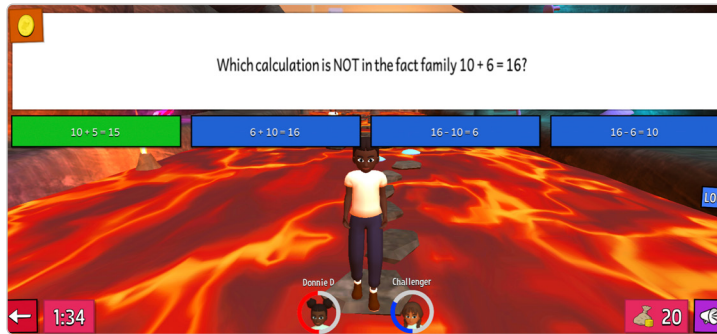 Which calculation is NOT in the fact family 10 + 6 = 16?
10 + 5 = 15
6 + 10 = 16
16 - 10 = 6
16 - 6 = 10
LO
Donnie D
Challenger
1:34
20